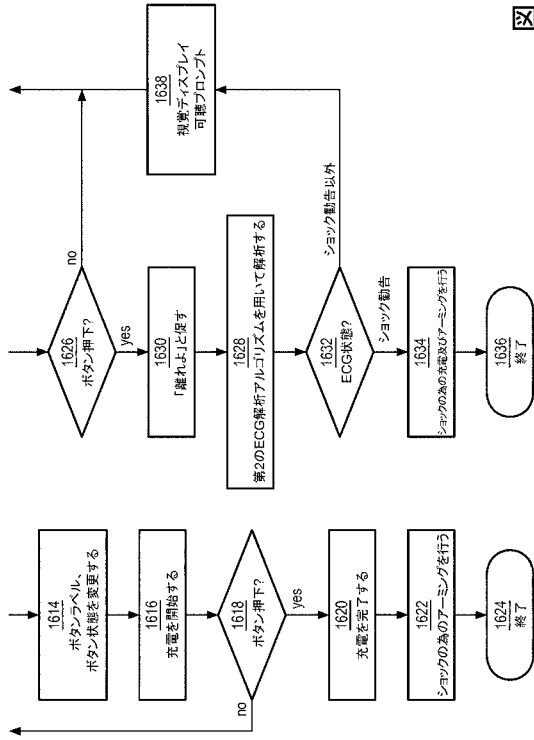 1614
ボタンラベル、
ボタン状態を変更する
1616
充電を開始する
1618
ボタン押下?
no
yes
1620
充電を完了する
1622
ショックの為のアーミングを行う
1624
終了
1626
ボタン押下?
no
yes
1630
「離れよ」と促す
1628
第2のECG解析アルゴリズムを用いて解析する
1632
ECG状態?
ショック勧告以外
ショック勧告
1634
ショックの為の充電及びアーミングを行う
1636
終了
1638
視覚ディスプレイ
可聴プロンプト
図